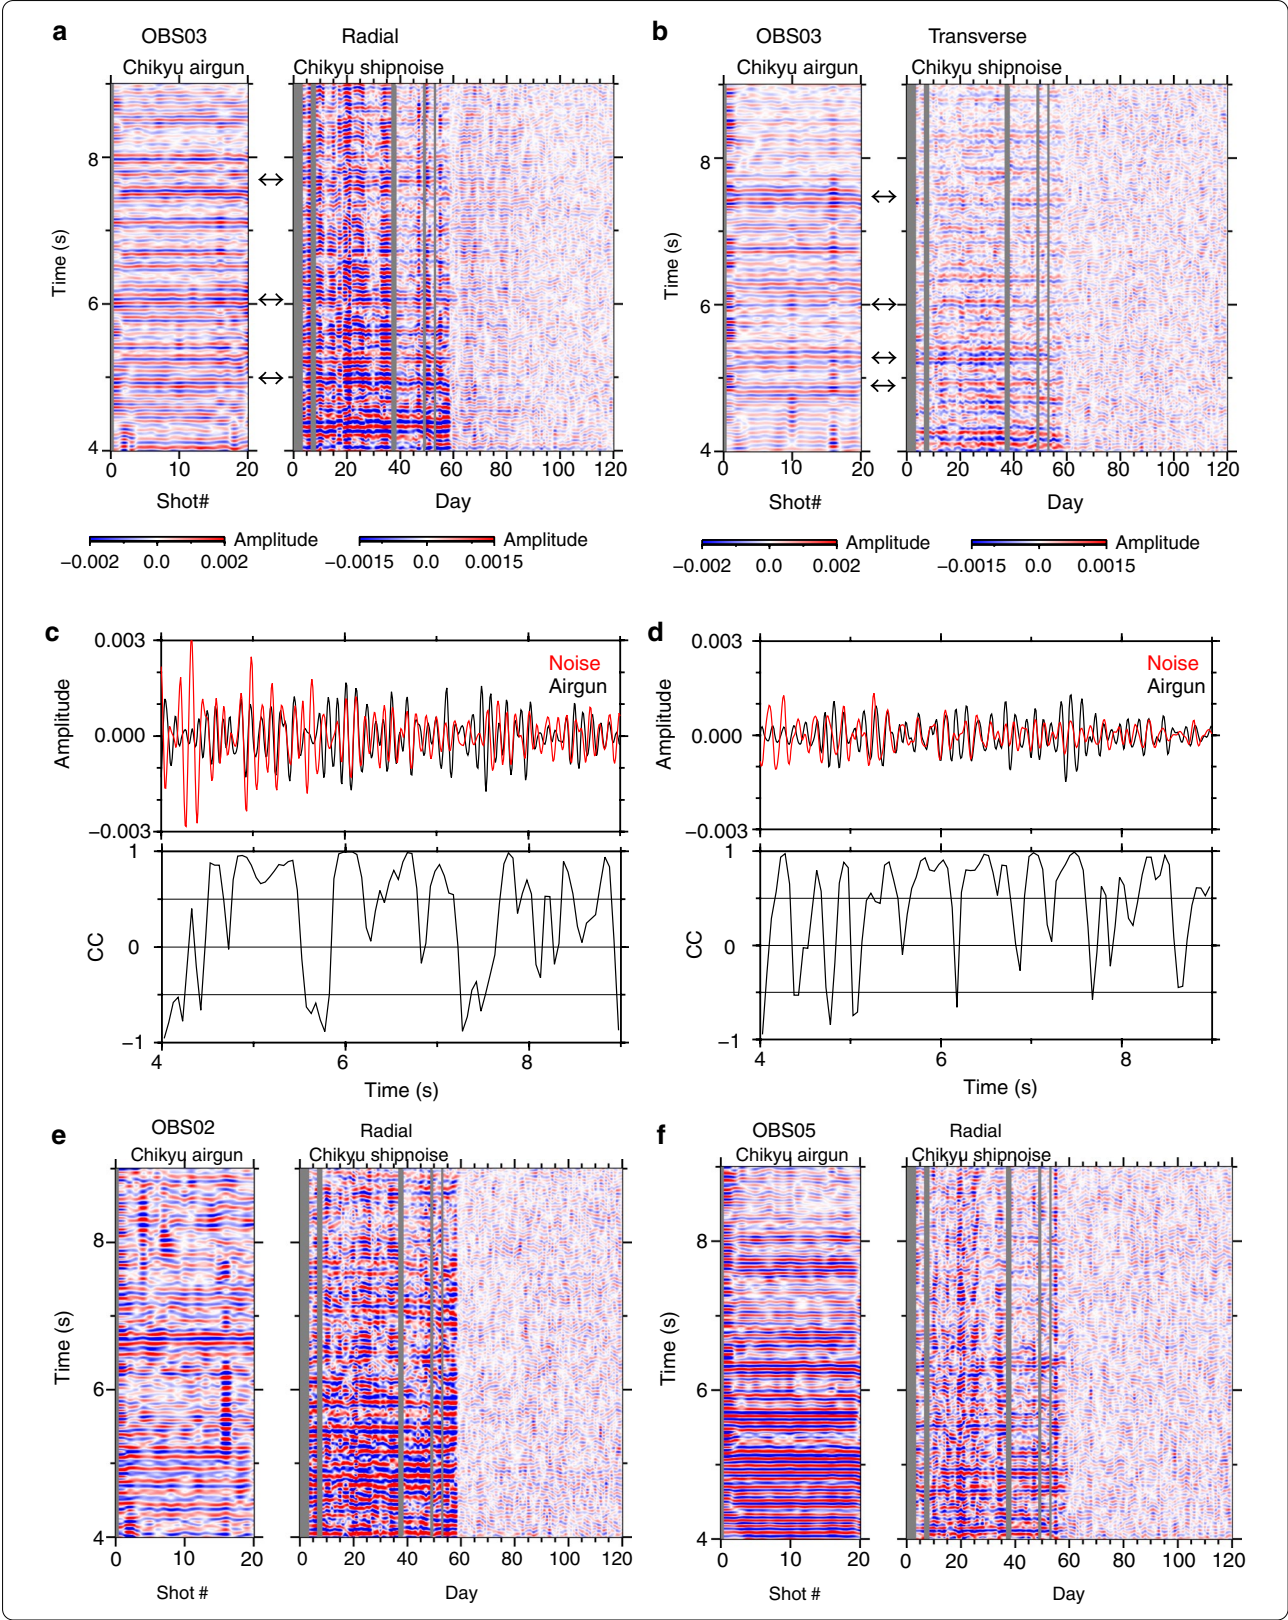 a
OBS03
Radial
Chikyu airgun
Chikyu shipnoise
8
6
4
Time (s)
0
10
20
0
20
40
60
80
100
120
Shot#
Day
Amplitude
Amplitude
−0.002
0.0
0.002
−0.0015
0.0
0.0015
b
OBS03
Transverse
Chikyu airgun
Chikyu shipnoise
8
6
4
Time (s)
0
10
20
0
20
40
60
80
100
120
Shot#
Day
Amplitude
Amplitude
−0.002
0.0
0.002
−0.0015
0.0
0.0015
c
0.003
0.000
−0.003
Amplitude
Noise
Airgun
1
0
−1
CC
4
6
8
Time (s)
d
0.003
0.000
−0.003
Amplitude
Noise
Airgun
1
0
−1
CC
4
6
8
Time (s)
e
OBS02
Radial
Chikyu airgun
Chikyu shipnoise
8
6
4
Time (s)
0
10
20
0
20
40
60
80
100
120
Shot #
Day
f
OBS05
Radial
Chikyu airgun
Chikyu shipnoise
8
6
4
Time (s)
0
10
20
0
20
40
60
80
100
120
Shot #
Day